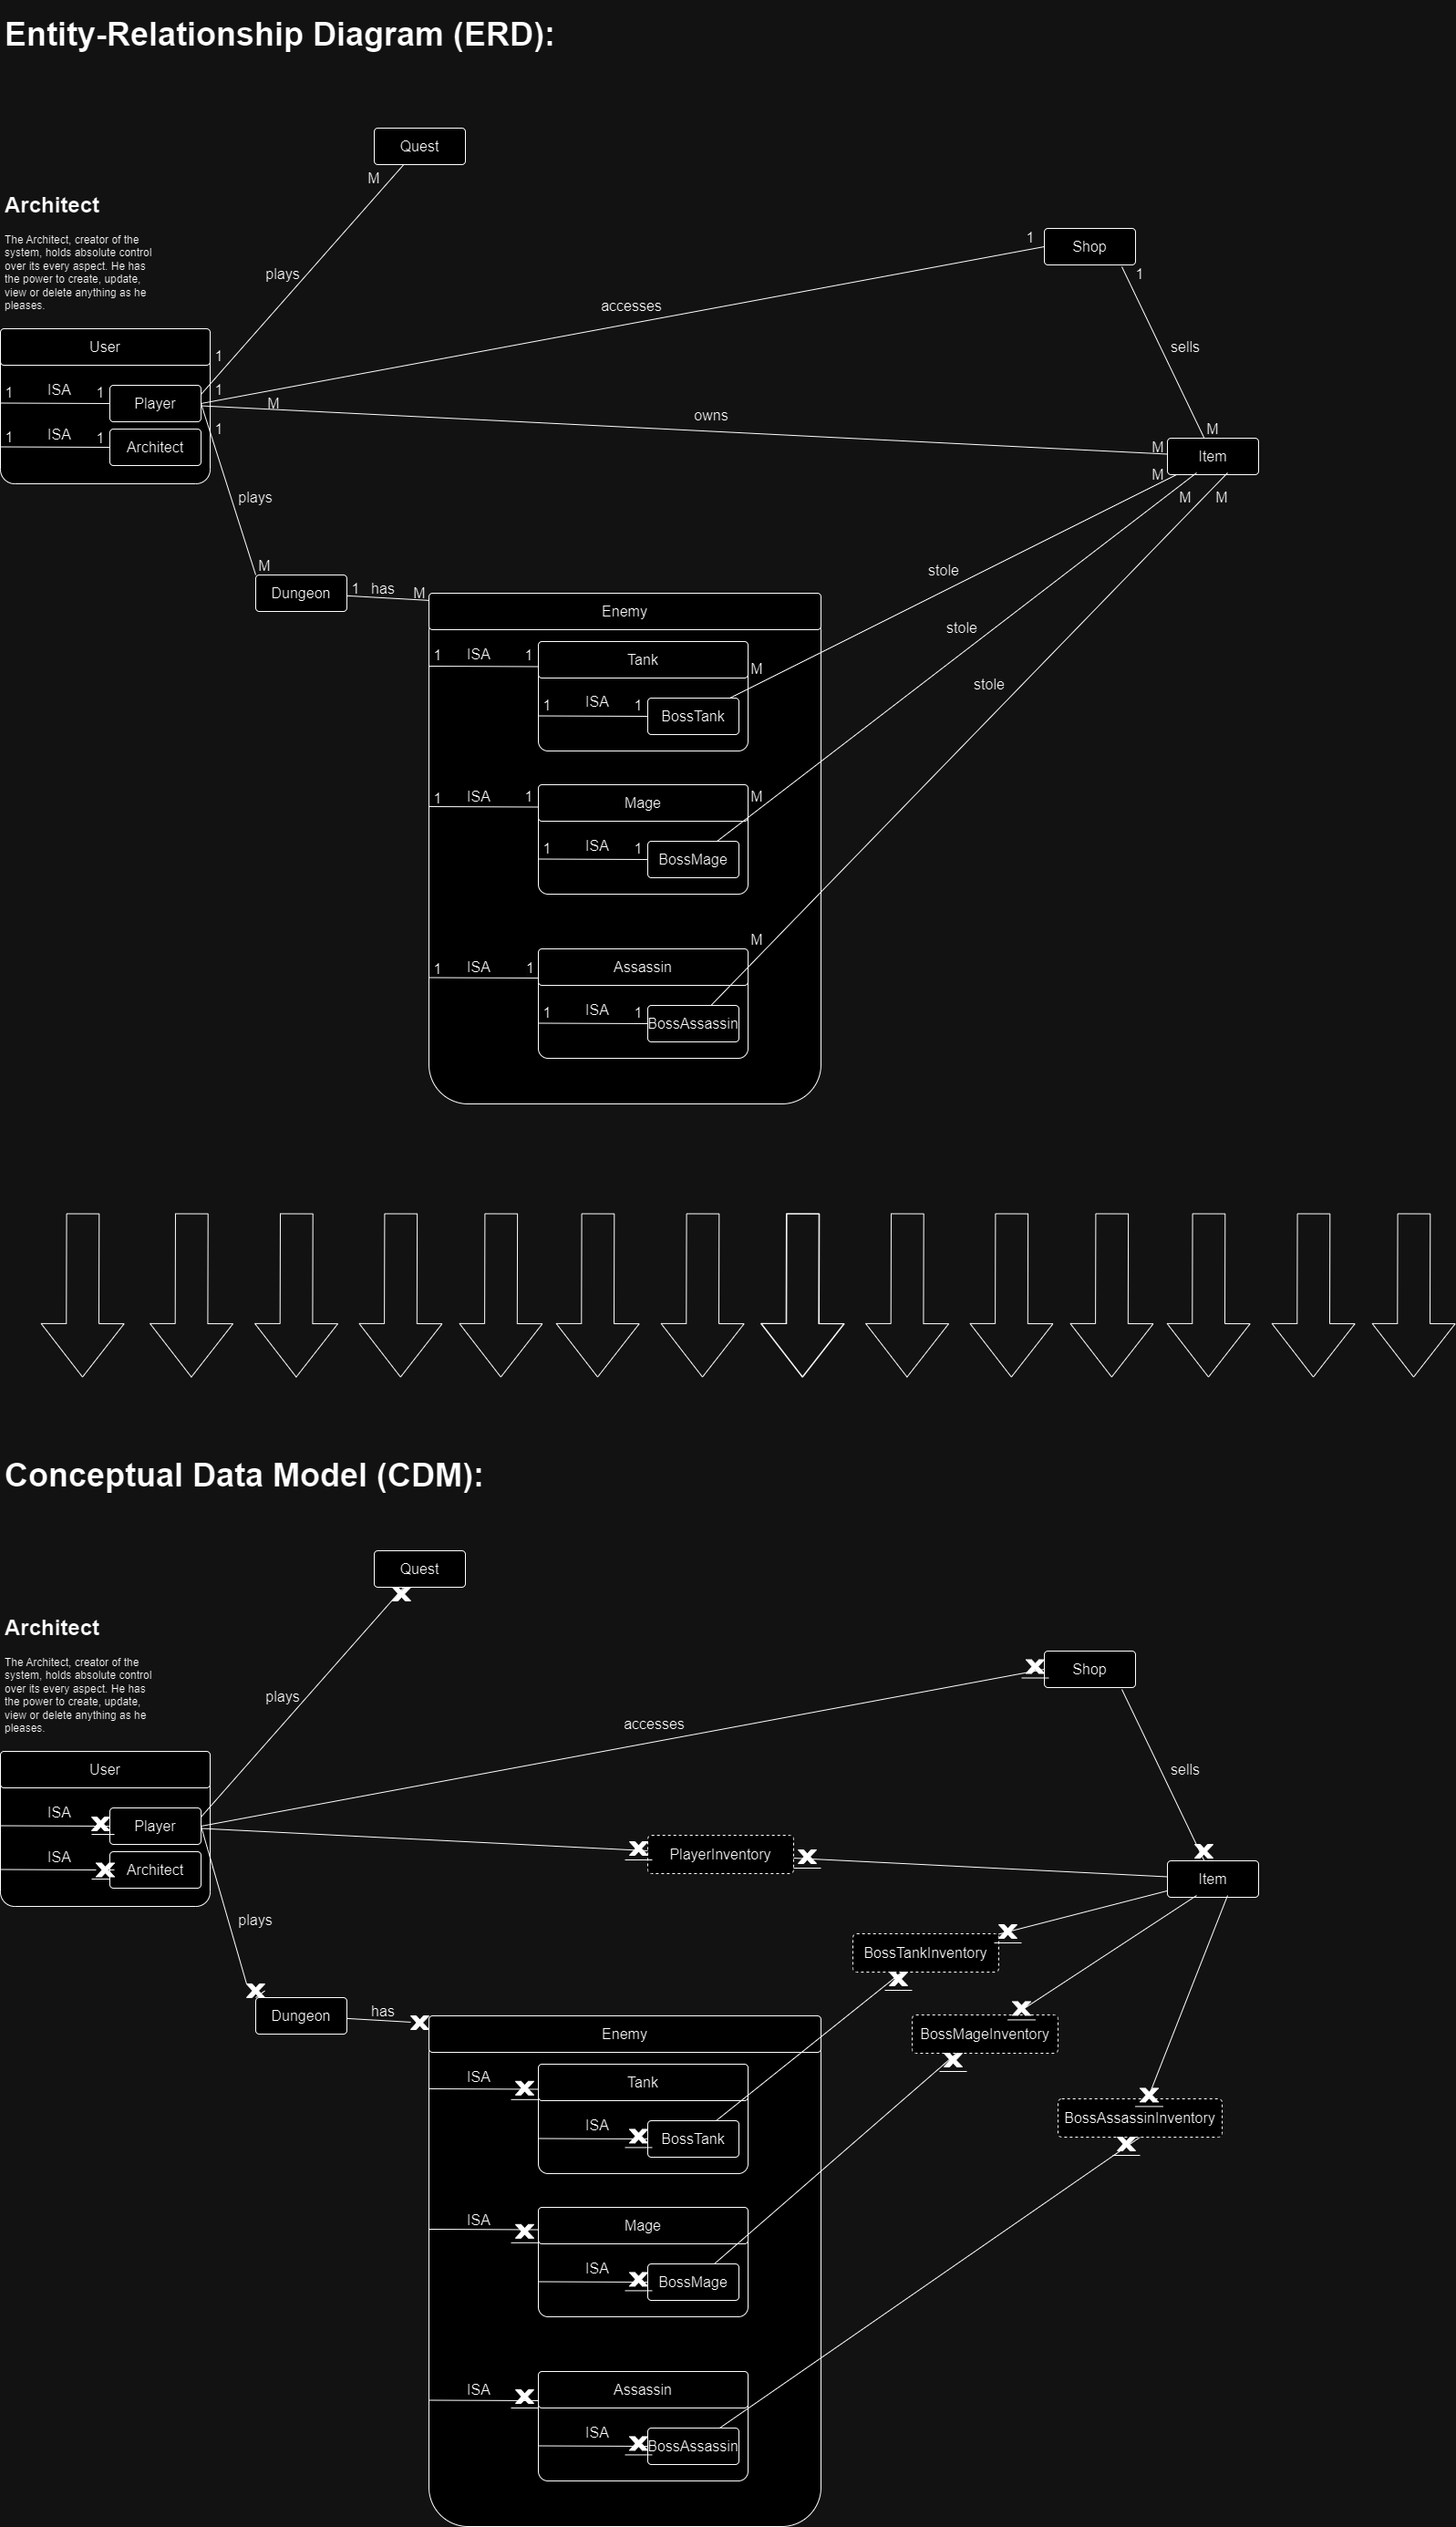 Entity-Relationship Diagram (ERD):
Quest
M
Architect
The Architect, creator of the
system, holds absolute control
over its every aspect. He has
the power to create, update,
view or delete anything as he
pleases.
1
Shop
1
plays
accesses
User
1
sells
1 ISA 1
Player
1
M
owns
M
M
Item
1 ISA 1
Architect
1
M
M
M
plays
M
Dungeon
1 has M
stole
Enemy
stole
1 ISA 1
Tank
M
stole
1 ISA 1
BossTank
1 ISA 1
Mage
M
1 ISA 1
BossMage
M
1 ISA 1
Assassin
1 ISA 1
BossAssassin
Conceptual Data Model (CDM):
Quest
Architect
The Architect, creator of the
system, holds absolute control
over its every aspect. He has
the power to create, update,
view or delete anything as he
pleases.
Shop
plays
accesses
User
sells
ISA
Player
PlayerInventory
ISA
Architect
Item
plays
BossTankInventory
Dungeon
has
Enemy
BossMageInventory
ISA
Tank
BossAssassinInventory
ISA
BossTank
ISA
Mage
ISA
BossMage
ISA
Assassin
ISA
BossAssassin